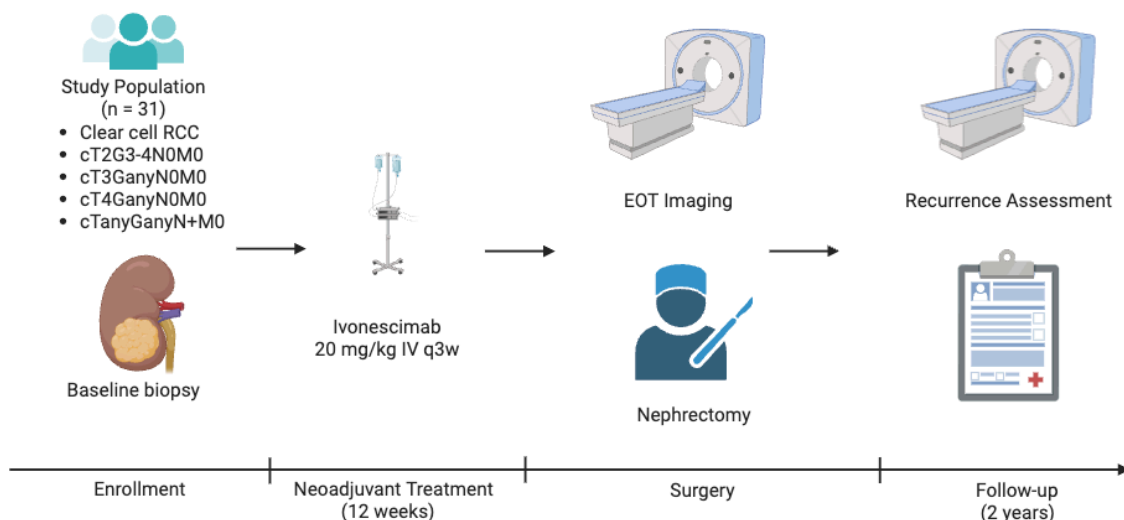 Study Population
(n = 31)
• Clear cell RCC
• cT2G3-4N0M0
• cT3GanyN0M0
• cT4GanyN0M0
• cTanyGanyN+M0
Baseline biopsy
Ivonescimab
20 mg/kg IV q3w
EOT Imaging
Nephrectomy
Recurrence Assessment
Enrollment
Neoadjuvant Treatment
(12 weeks)
Surgery
Follow-up
(2 years)